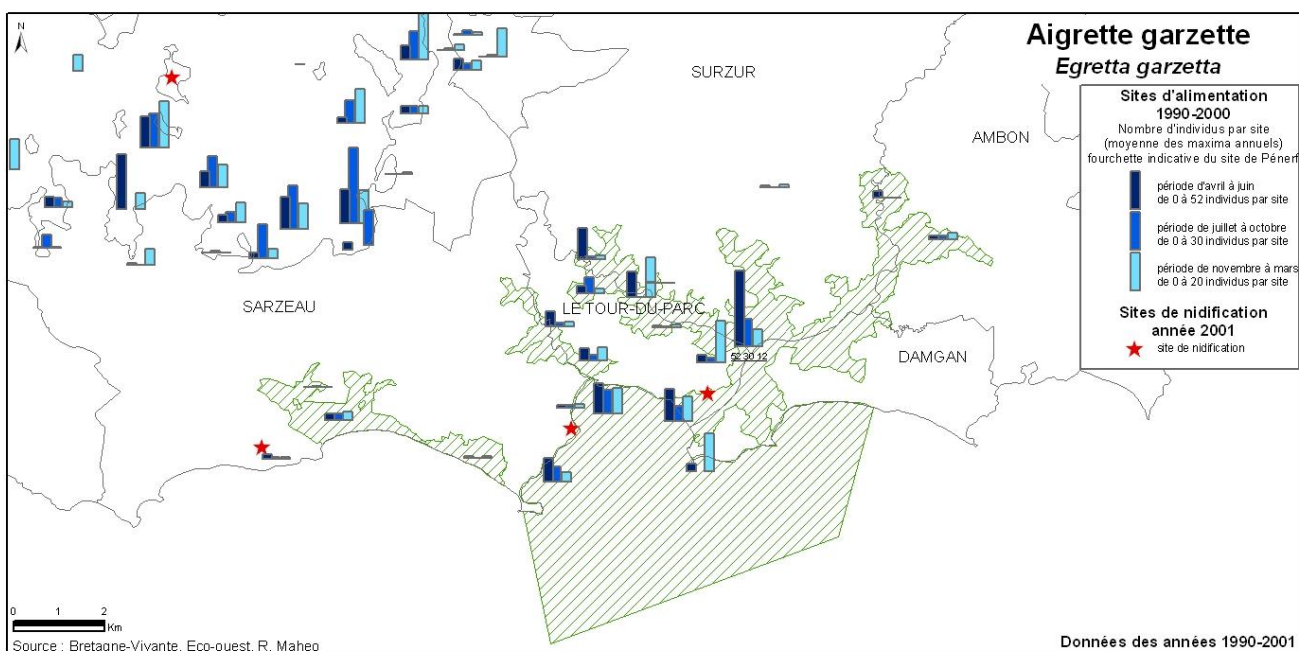 N
Aigrette garzette
Egretta garzetta
SURZUR
AMBON
Sites d'alimentation
1990-2000
Nombre d'individus par site
(moyenne des maxima annuels)
fourchette indicative du site de Pénerf
période d'avril à juin
de 0 à 52 individus par site
période de juillet à octobre
de 0 à 30 individus par site
période de novembre à mars
de 0 à 20 individus par site
Sites de nidification
année 2001
site de nidification
SARZEAU
LE TOUR-DU-PARC
52 30 12
DAMGAN
0 1 2
Km
Source : Bretagne-Vivante, Eco-ouest, R. Maheo
Données des années 1990-2001